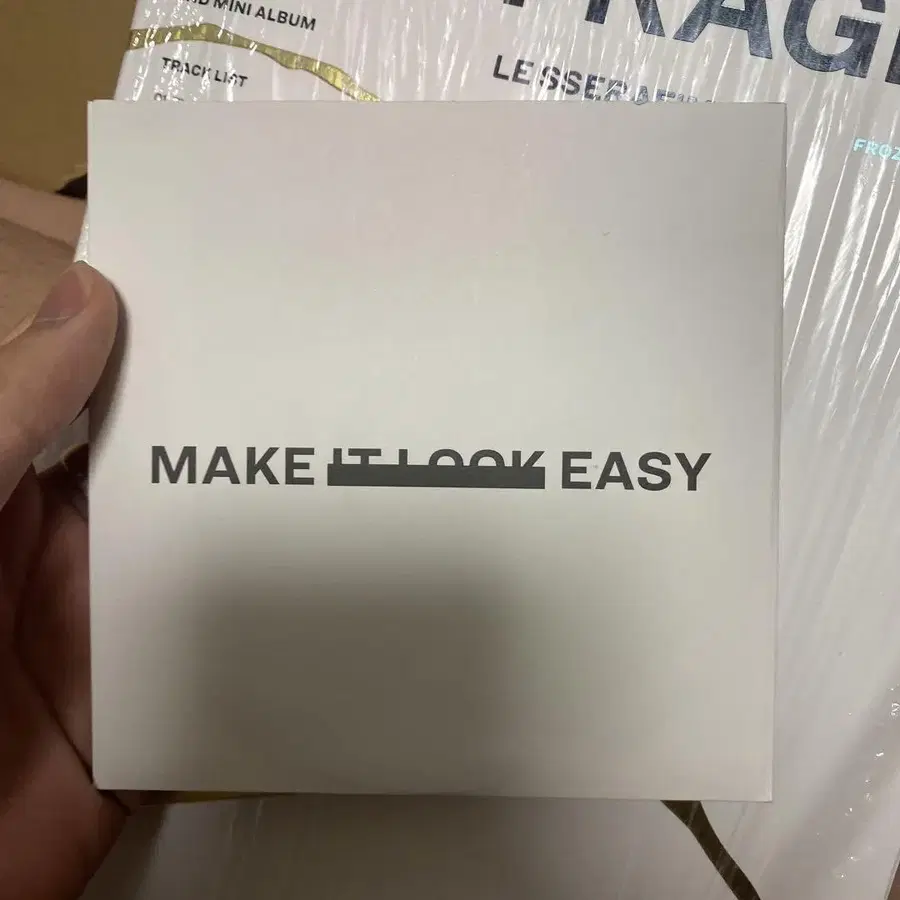 MINI ALBUM
TRACK LIST
LE SSERAFIM
MAKE IT LOOK EASY